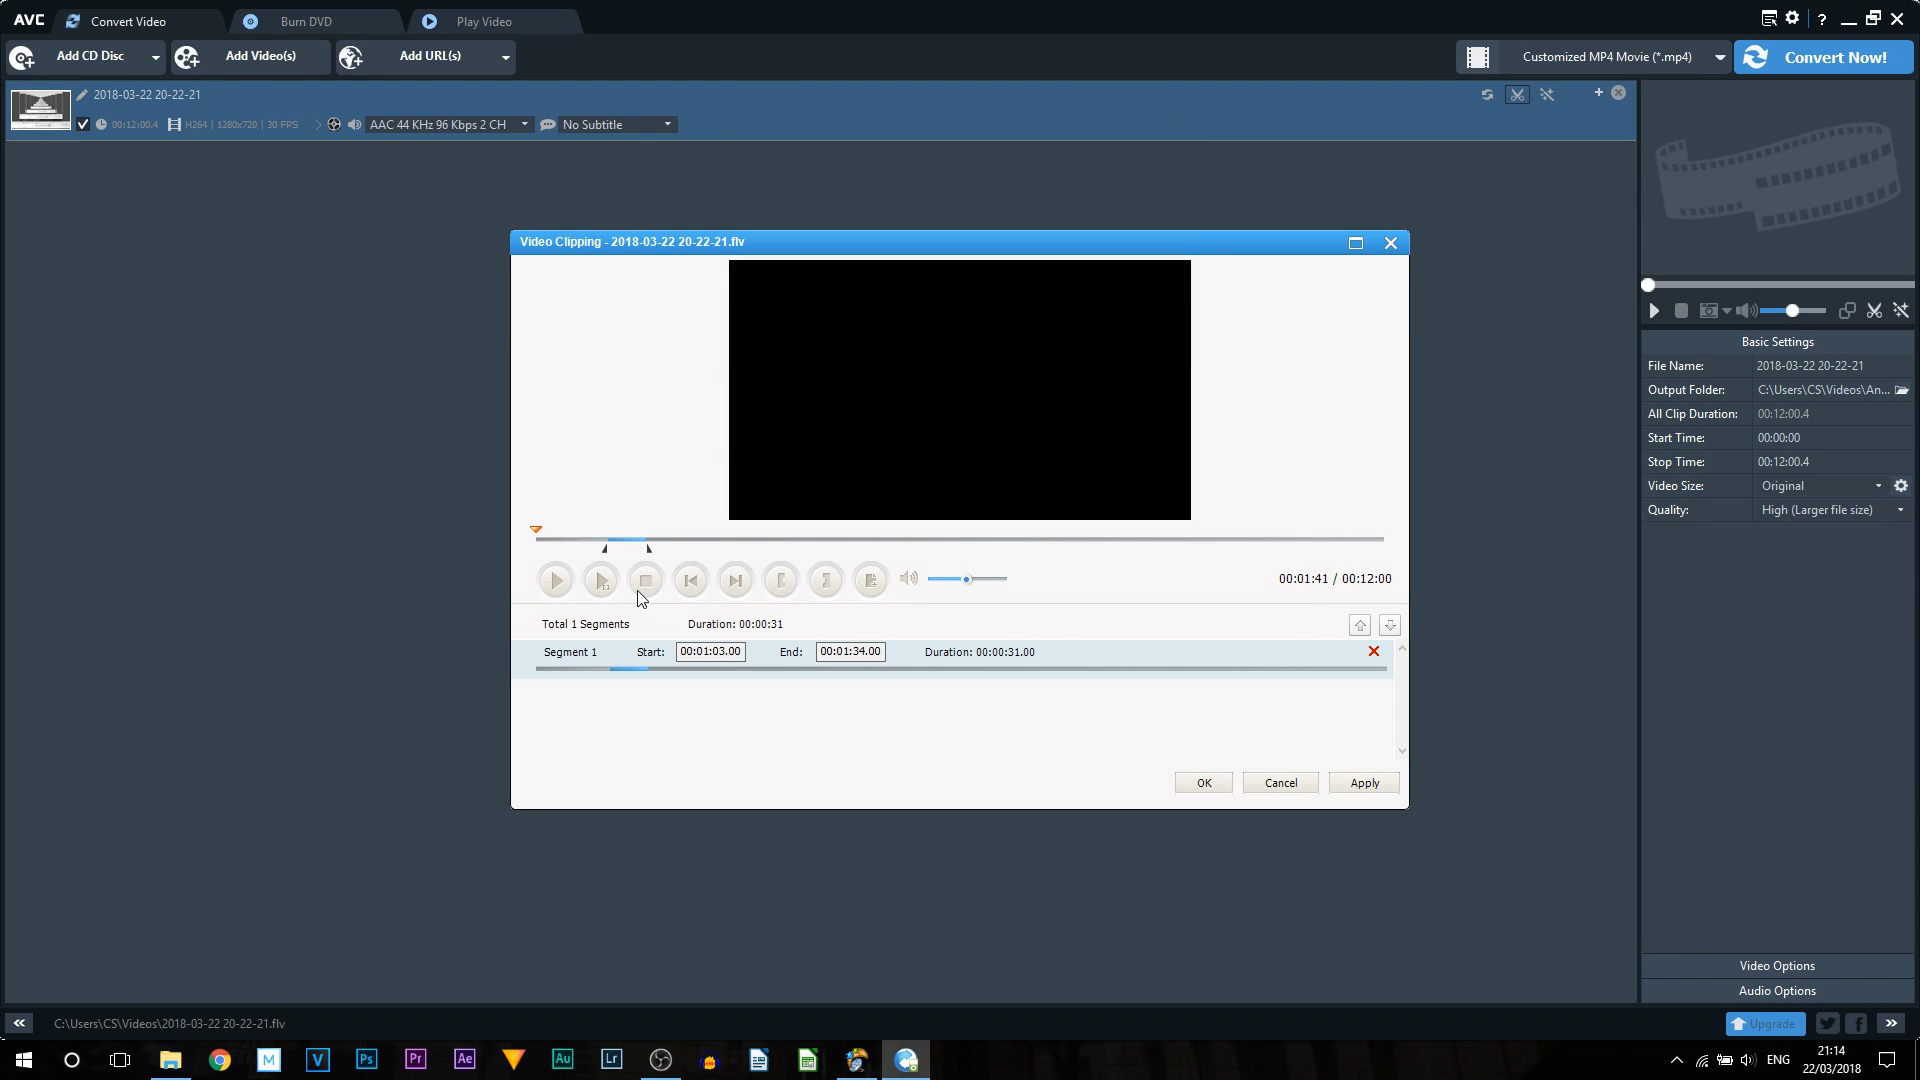 AVC Convert Video Burn DVD Play Video ?
Add CD Disc Add Video(s) Add URL(s) Customized MP4 Movie (*.mp4) Convert Now!
2018-03-22 20-22-21
00:12:00.4 H264 | 1280x720 | 30 FPS AAC 44 KHz 96 Kbps 2 CH No Subtitle
Video Clipping - 2018-03-22 20-22-21.flv
00:01:41 / 00:12:00
Total 1 Segments Duration: 00:00:31
Segment 1 Start: 00:01:03.00 End: 00:01:34.00 Duration: 00:00:31.00
OK Cancel Apply
Basic Settings
File Name: 2018-03-22 20-22-21
Output Folder: C:\Users\CS\Videos\An...
All Clip Duration: 00:12:00.4
Start Time: 00:00:00
Stop Time: 00:12:00.4
Video Size: Original
Quality: High (Larger file size)
Video Options
Audio Options
C:\Users\CS\Videos\2018-03-22 20-22-21.flv Upgrade
M V Ps Pr Ae Au Lr ENG 21:14
22/03/2018